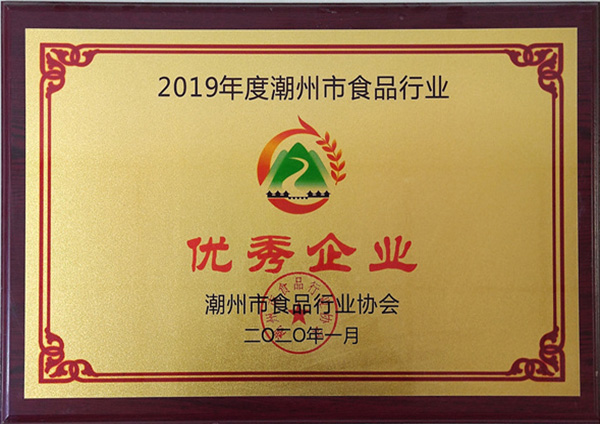 2019年度潮州市食品行业
优秀企业
潮州市食品行业协会
二〇二〇年一月